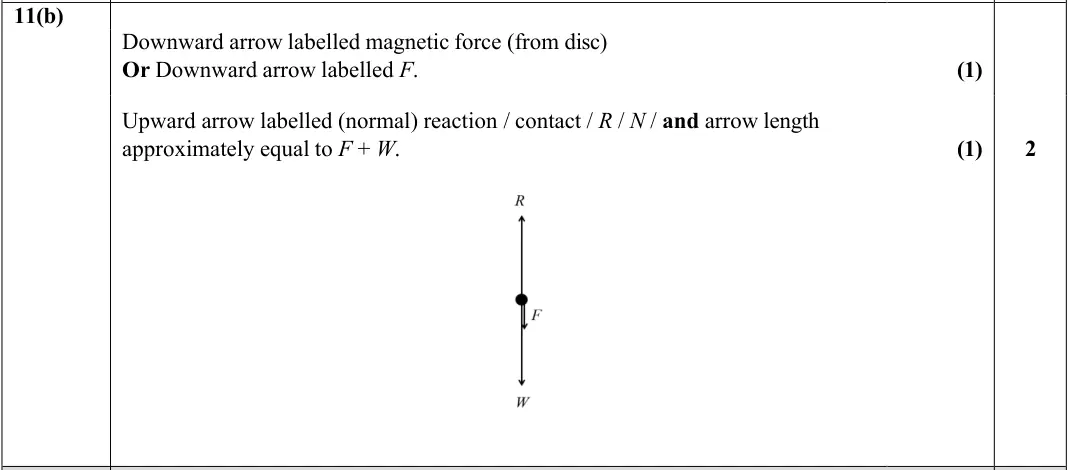 11(b)
Downward arrow labelled magnetic force (from disc)
Or Downward arrow labelled F. (1)
Upward arrow labelled (normal) reaction / contact / R / N / and arrow length
approximately equal to F + W. (1) 2
R
F
W